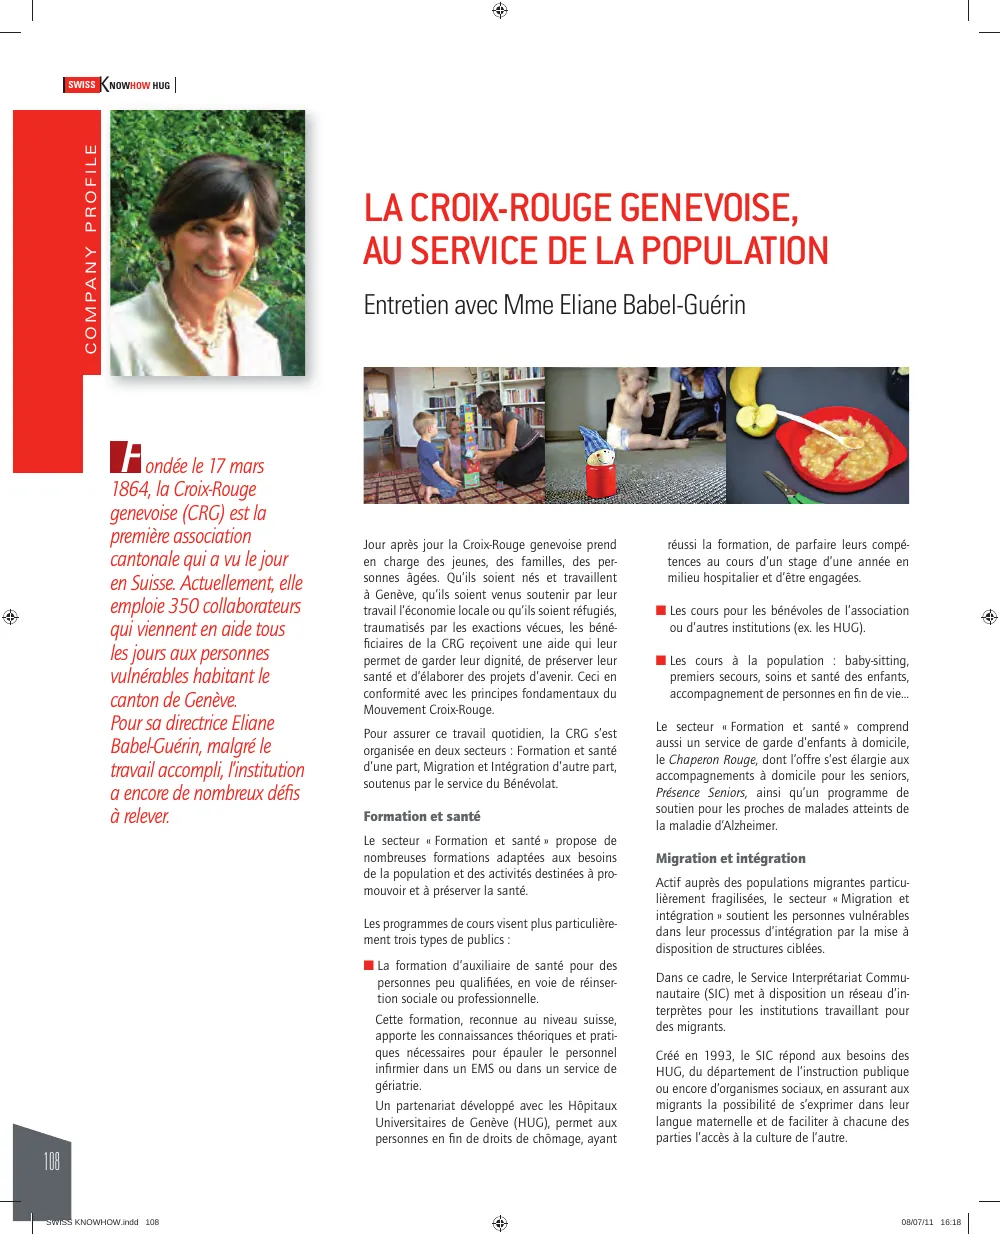 SWISS KNOWHOW HUG
COMPANY PROFILE
LA CROIX-ROUGE GENEVOISE,
AU SERVICE DE LA POPULATION
Entretien avec Mme Eliane Babel-Guérin
Fondée le 17 mars
1864, la Croix-Rouge
genevoise (CRG) est la
première association
cantonale qui a vu le jour
en Suisse. Actuellement, elle
emploie 350 collaborateurs
qui viennent en aide tous
les jours aux personnes
vulnérables habitant le
canton de Genève.
Pour sa directrice Eliane
Babel-Guérin, malgré le
travail accompli, l'institution
a encore de nombreux défis
à relever.
Jour après jour la Croix-Rouge genevoise prend
en charge des jeunes, des familles, des per-
sonnes âgées. Qu'ils soient nés et travaillent
à Genève, qu'ils soient venus soutenir par leur
travail l'économie locale ou qu'ils soient réfugiés,
traumatisés par les exactions vécues, les béné-
ficiaires de la CRG reçoivent une aide qui leur
permet de garder leur dignité, de préserver leur
santé et d'élaborer des projets d'avenir. Ceci en
conformité avec les principes fondamentaux du
Mouvement Croix-Rouge.
Pour assurer ce travail quotidien, la CRG s'est
organisée en deux secteurs : Formation et santé
d'une part, Migration et Intégration d'autre part,
soutenus par le service du Bénévolat.
Formation et santé
Le secteur « Formation et santé » propose de
nombreuses formations adaptées aux besoins
de la population et des activités destinées à pro-
mouvoir et à préserver la santé.
Les programmes de cours visent plus particulière-
ment trois types de publics :
La formation d'auxiliaire de santé pour des
personnes peu qualifiées, en voie de réinser-
tion sociale ou professionnelle.
Cette formation, reconnue au niveau suisse,
apporte les connaissances théoriques et prati-
ques nécessaires pour épauler le personnel
infirmier dans un EMS ou dans un service de
gériatrie.
Un partenariat développé avec les Hôpitaux
Universitaires de Genève (HUG), permet aux
personnes en fin de droits de chômage, ayant
réussi la formation, de parfaire leurs compé-
tences au cours d'un stage d'une année en
milieu hospitalier et d'être engagées.
Les cours pour les bénévoles de l'association
ou d'autres institutions (ex. les HUG).
Les cours à la population : baby-sitting,
premiers secours, soins et santé des enfants,
accompagnement de personnes en fin de vie...
Le secteur « Formation et santé » comprend
aussi un service de garde d'enfants à domicile,
le Chaperon Rouge, dont l'offre s'est élargie aux
accompagnements à domicile pour les seniors,
Présence Seniors, ainsi qu'un programme de
soutien pour les proches de malades atteints de
la maladie d'Alzheimer.
Migration et intégration
Actif auprès des populations migrantes particu-
lièrement fragilisées, le secteur « Migration et
intégration » soutient les personnes vulnérables
dans leur processus d'intégration par la mise à
disposition de structures ciblées.
Dans ce cadre, le Service Interprétariat Commu-
nautaire (SIC) met à disposition un réseau d'in-
terprètes pour les institutions travaillant pour
des migrants.
Créé en 1993, le SIC répond aux besoins des
HUG, du département de l'instruction publique
ou encore d'organismes sociaux, en assurant aux
migrants la possibilité de s'exprimer dans leur
langue maternelle et de faciliter à chacune des
parties l'accès à la culture de l'autre.
108
SWISS KNOWHOW.indd 108
08/07/11 16:18